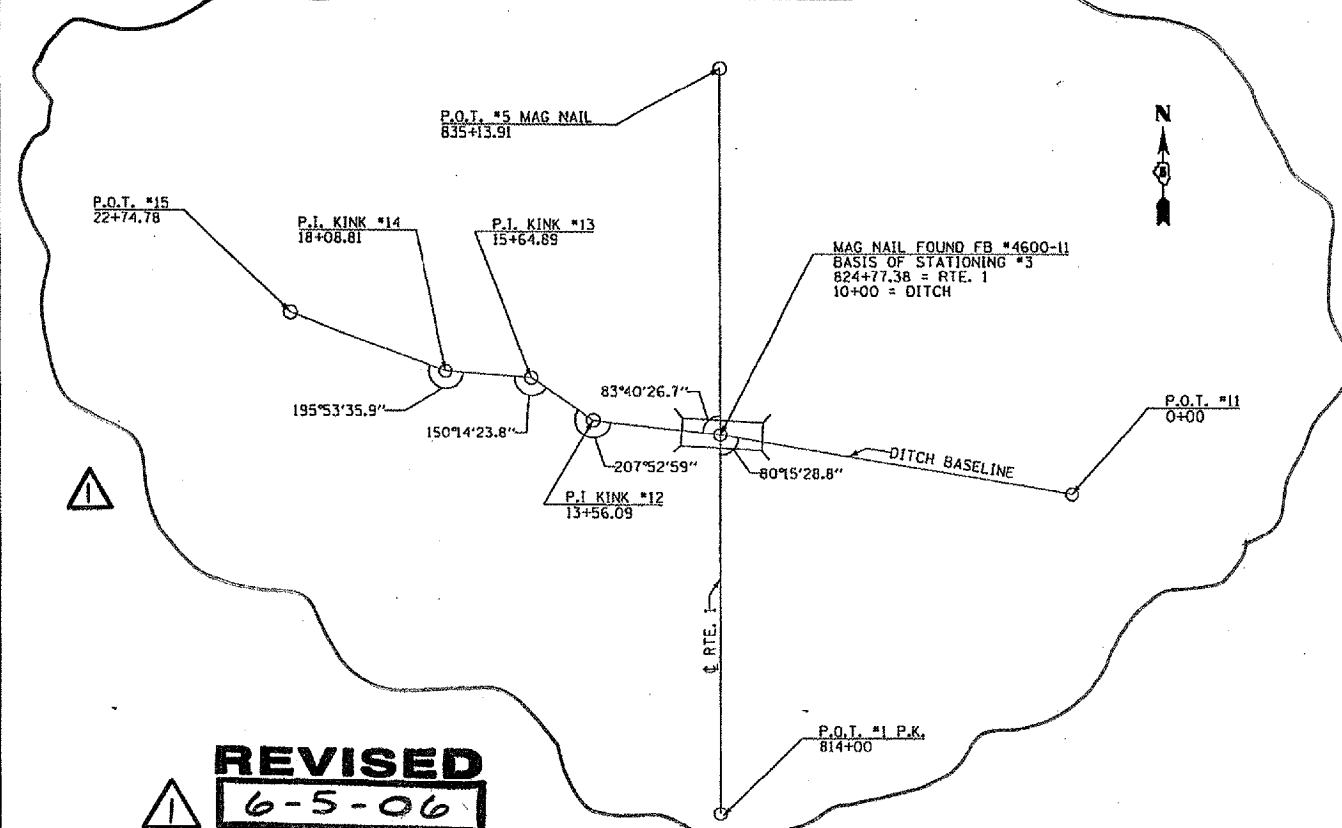 P.O.T. #5 MAG NAIL
835+13.91
N
P.O.T. #15
22+74.78
P.I. KINK #14
18+08.81
P.I. KINK #13
15+64.89
MAG NAIL FOUND FB #4600-11
BASIS OF STATIONING #3
824+77.38 = RTE. 1
10+00 = DITCH
195°53'35.9"
150°14'23.8"
83°40'26.7"
P.O.T. #11
0+00
207°52'59"
80°15'28.8"
DITCH BASELINE
P.I KINK #12
13+56.09
1
℄ RTE. 1
P.O.T. #1 P.K.
814+00
REVISED
1
6-5-06